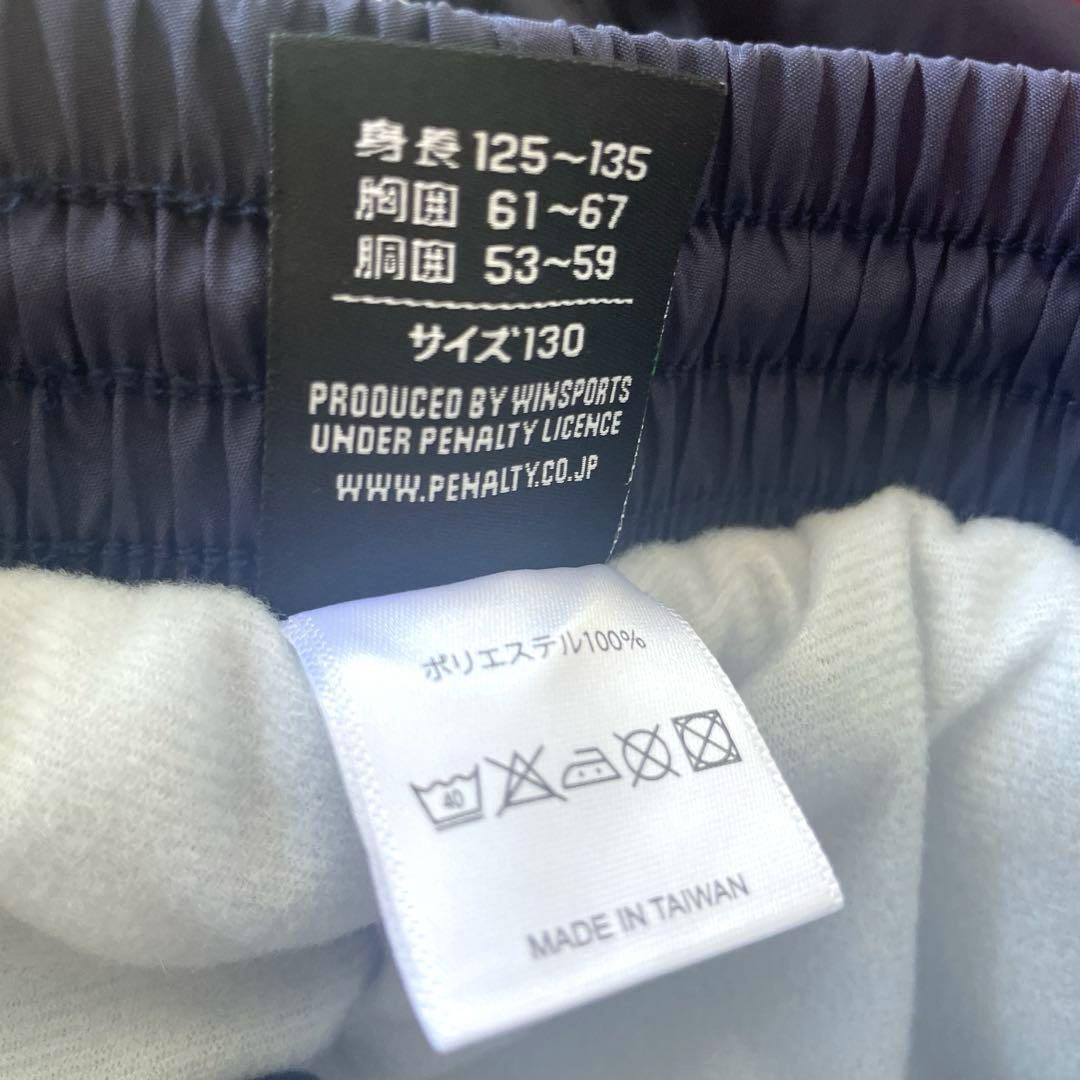 身長 125~135
胸囲 61~67
胴囲 53~59
サイズ130
PRODUCED BY WINSPORTS
UNDER PENALTY LICENCE
WWW.PENALTY.CO.JP
ポリエステル100%
40
MADE IN TAIWAN